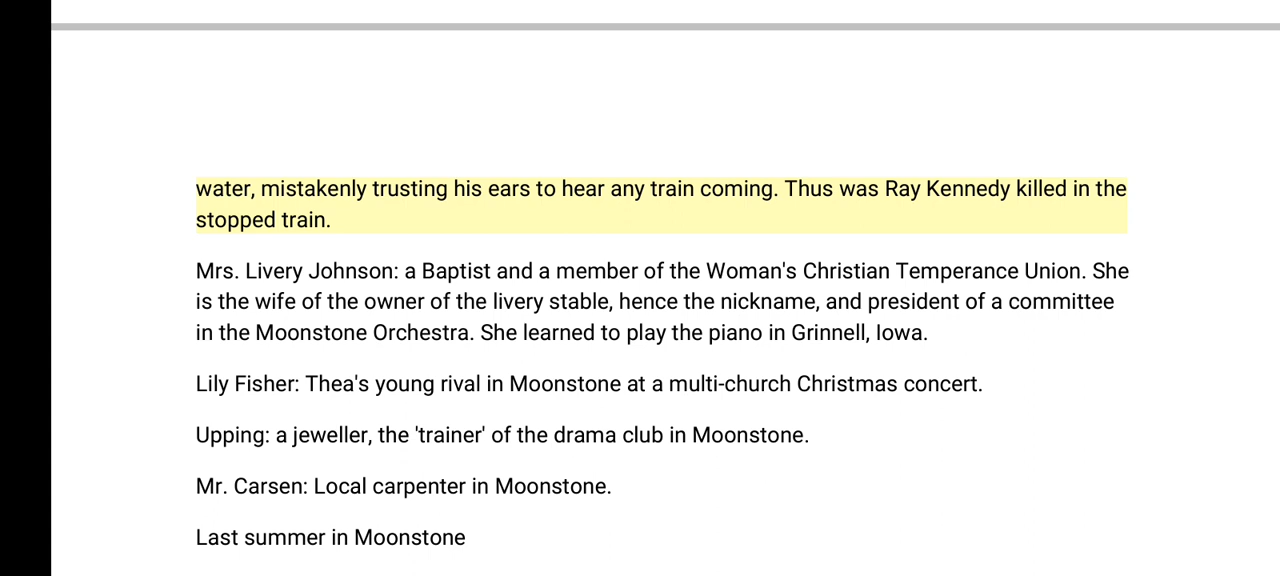 water, mistakenly trusting his ears to hear any train coming. Thus was Ray Kennedy killed in the
stopped train.
Mrs. Livery Johnson: a Baptist and a member of the Woman's Christian Temperance Union. She
is the wife of the owner of the livery stable, hence the nickname, and president of a committee
in the Moonstone Orchestra. She learned to play the piano in Grinnell, Iowa.
Lily Fisher: Thea's young rival in Moonstone at a multi-church Christmas concert.
Upping: a jeweller, the 'trainer' of the drama club in Moonstone.
Mr. Carsen: Local carpenter in Moonstone.
Last summer in Moonstone